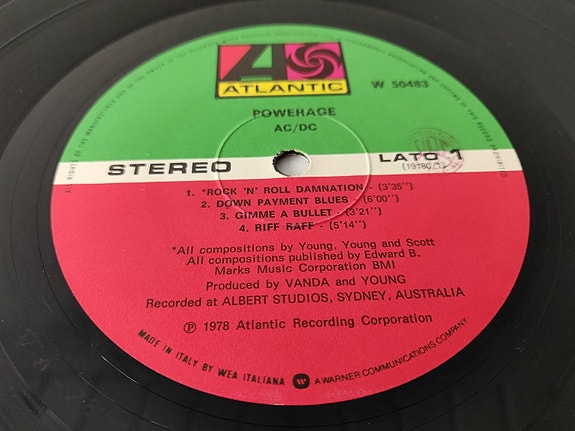 ATLANTIC
W 50483
POWERAGE
AC/DC
STEREO
LATO 1
(1918C 1)
1. *ROCK 'N' ROLL DAMNATION - (3'35'')
2. DOWN PAYMENT BLUES - (6'00'')
3. GIMME A BULLET - (3'21'')
4. RIFF RAFF - (5'14'')
*All compositions by Young, Young and Scott
All compositions published by Edward B.
Marks Music Corporation BMI
Produced by VANDA and YOUNG
Recorded at ALBERT STUDIOS, SYDNEY, AUSTRALIA
Ⓟ 1978 Atlantic Recording Corporation
MADE IN ITALY BY WEA ITALIANA
A WARNER COMMUNICATIONS COMPANY